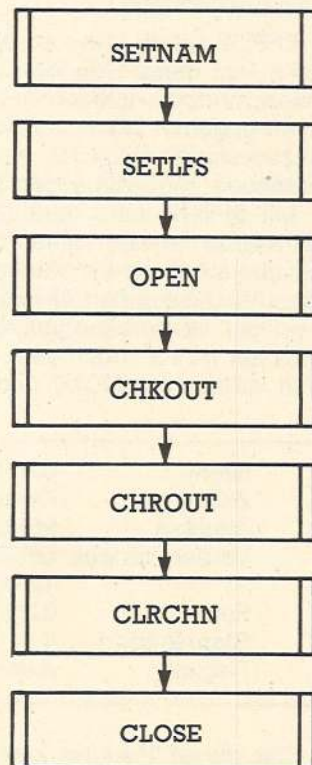 SETNAM
SETLFS
OPEN
CHKOUT
CHROUT
CLRCHN
CLOSE